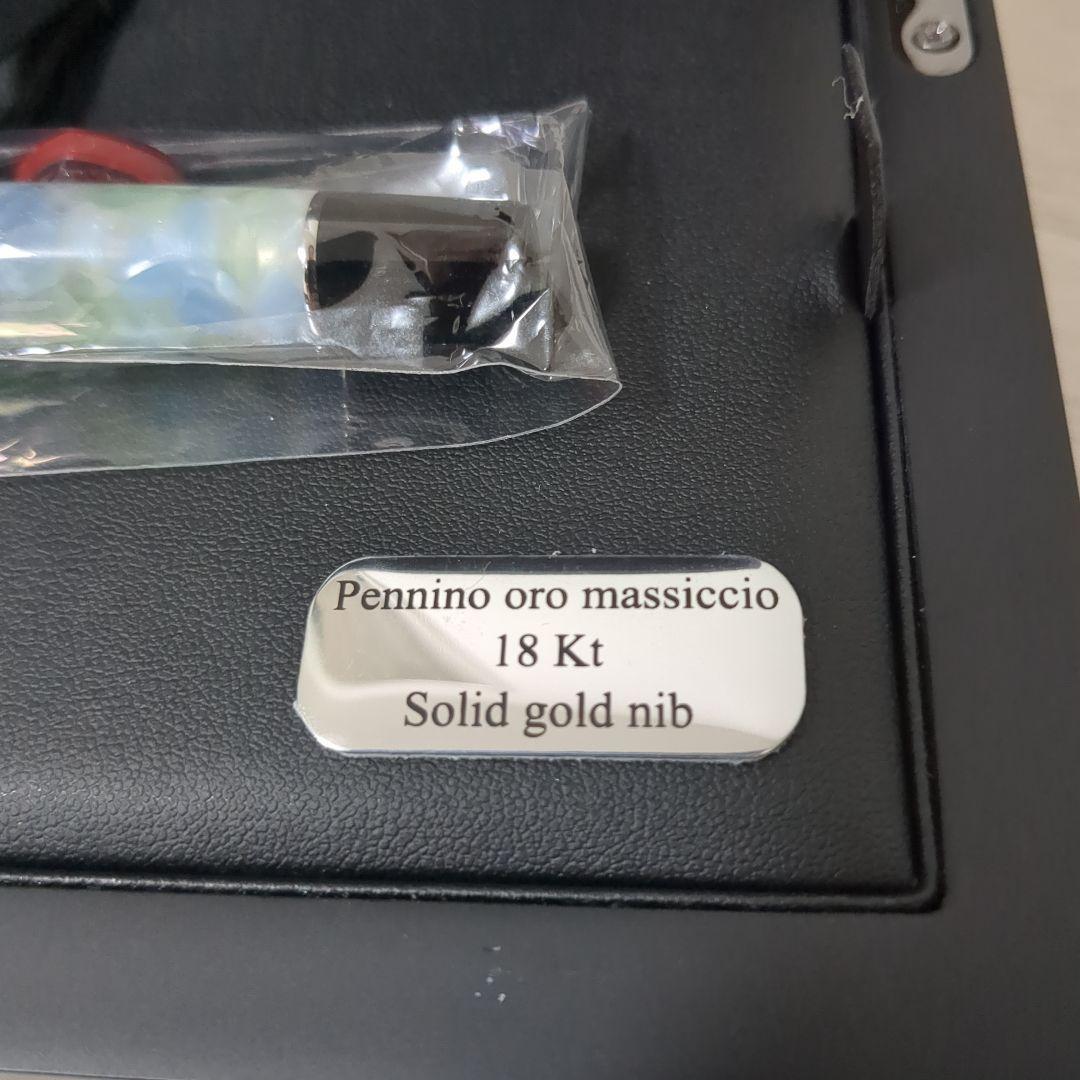 Pennino oro massiccio
18 Kt
Solid gold nib